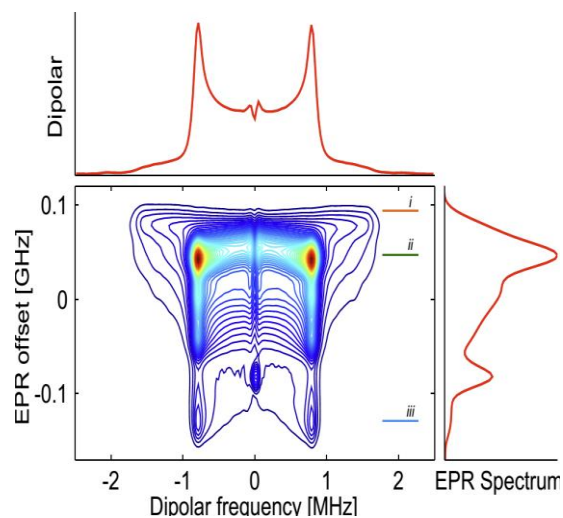 Dipolar
0.1
0
-0.1
EPR offset [GHz]
i
ii
iii
-2
-1
0
1
2
Dipolar frequency [MHz]
EPR Spectrum